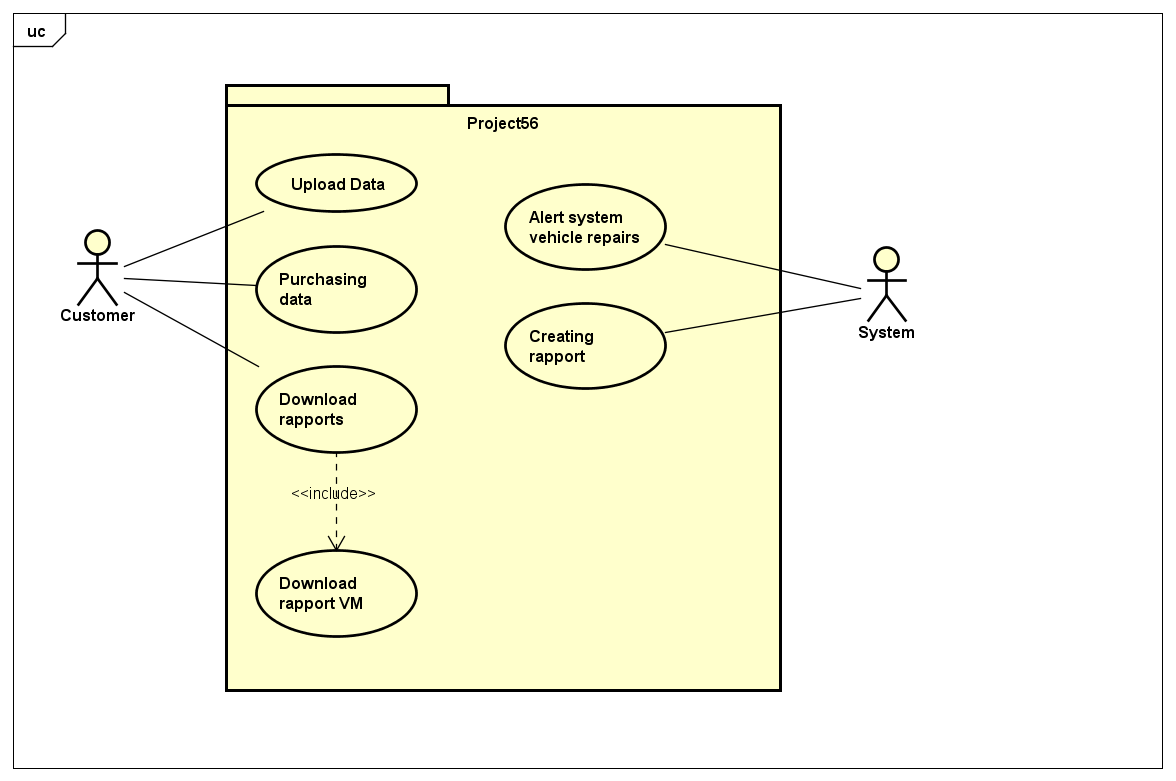 uc
Project56
Upload Data
Alert system
vehicle repairs
Customer
Purchasing
data
System
Creating
rapport
Download
rapports
<<include>>
Download
rapport VM